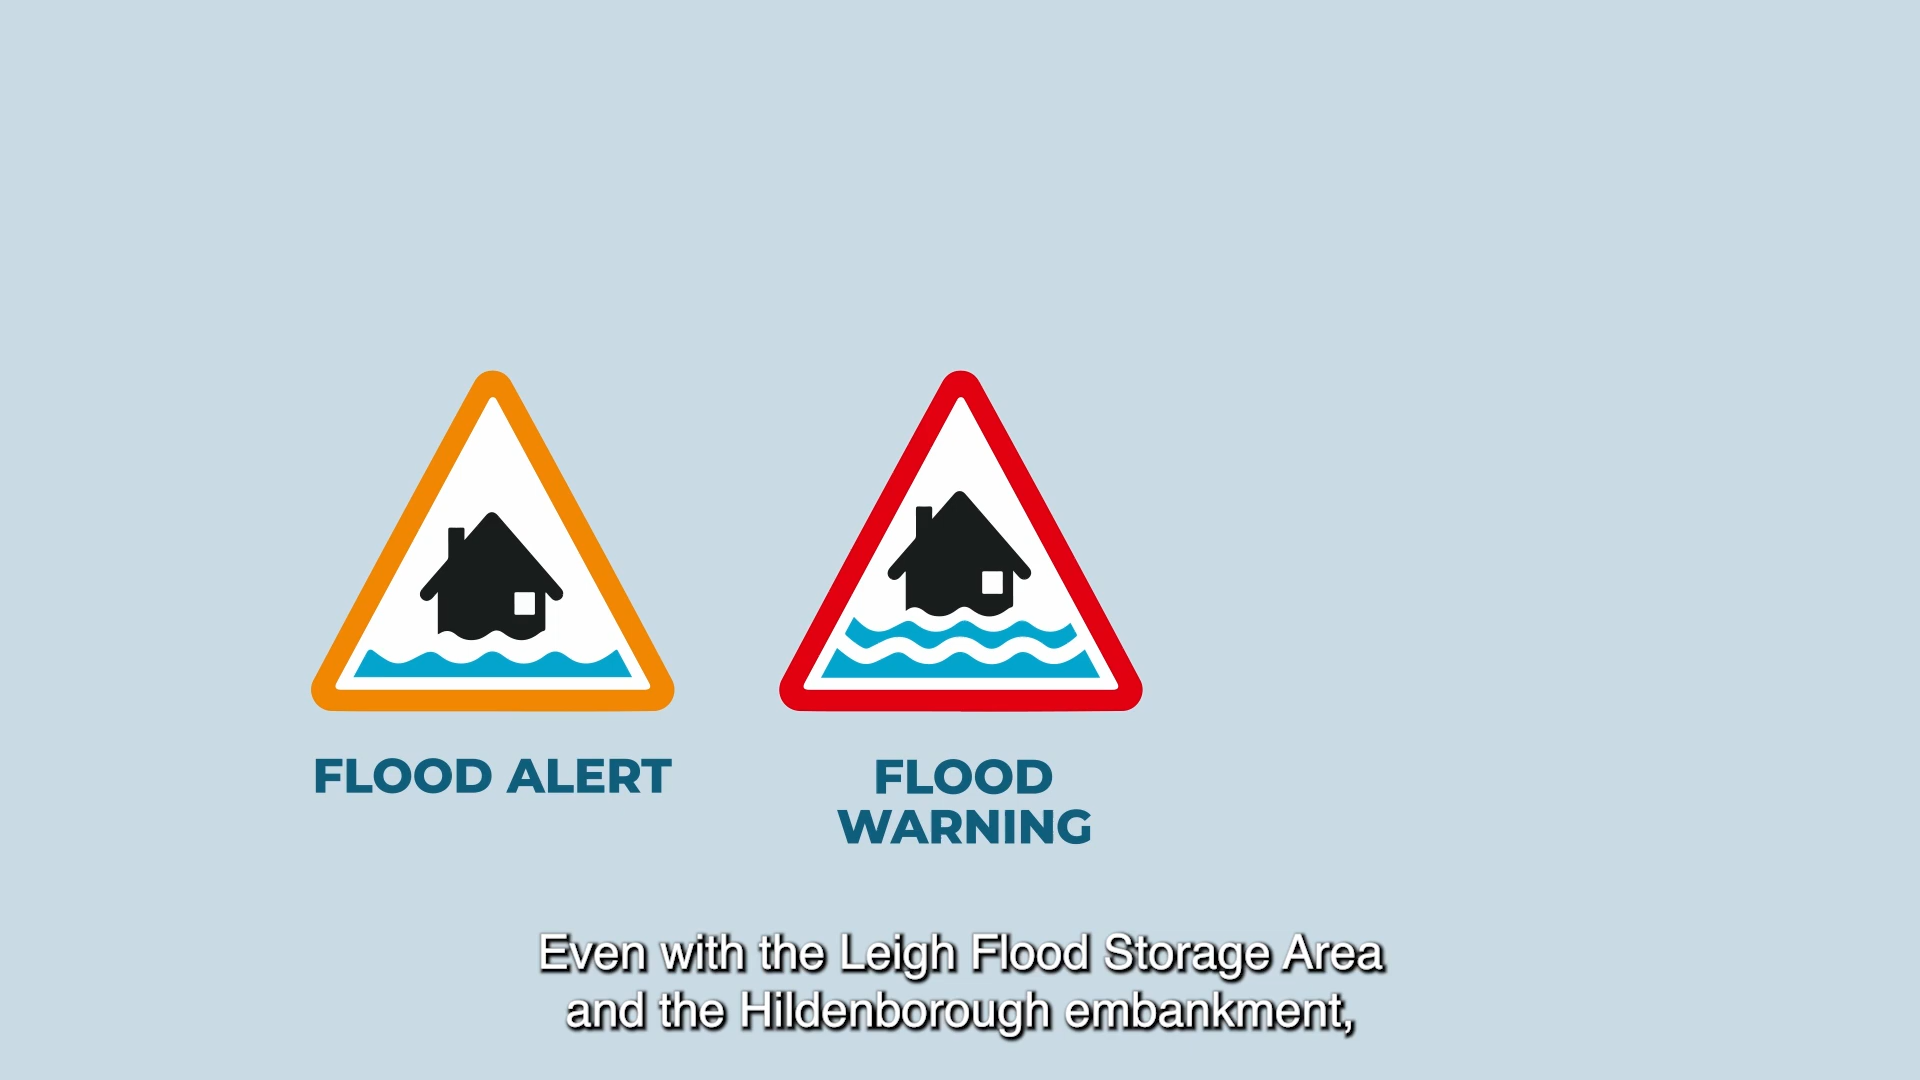 FLOOD ALERT
FLOOD
WARNING
Even with the Leigh Flood Storage Area
and the Hildenborough embankment,